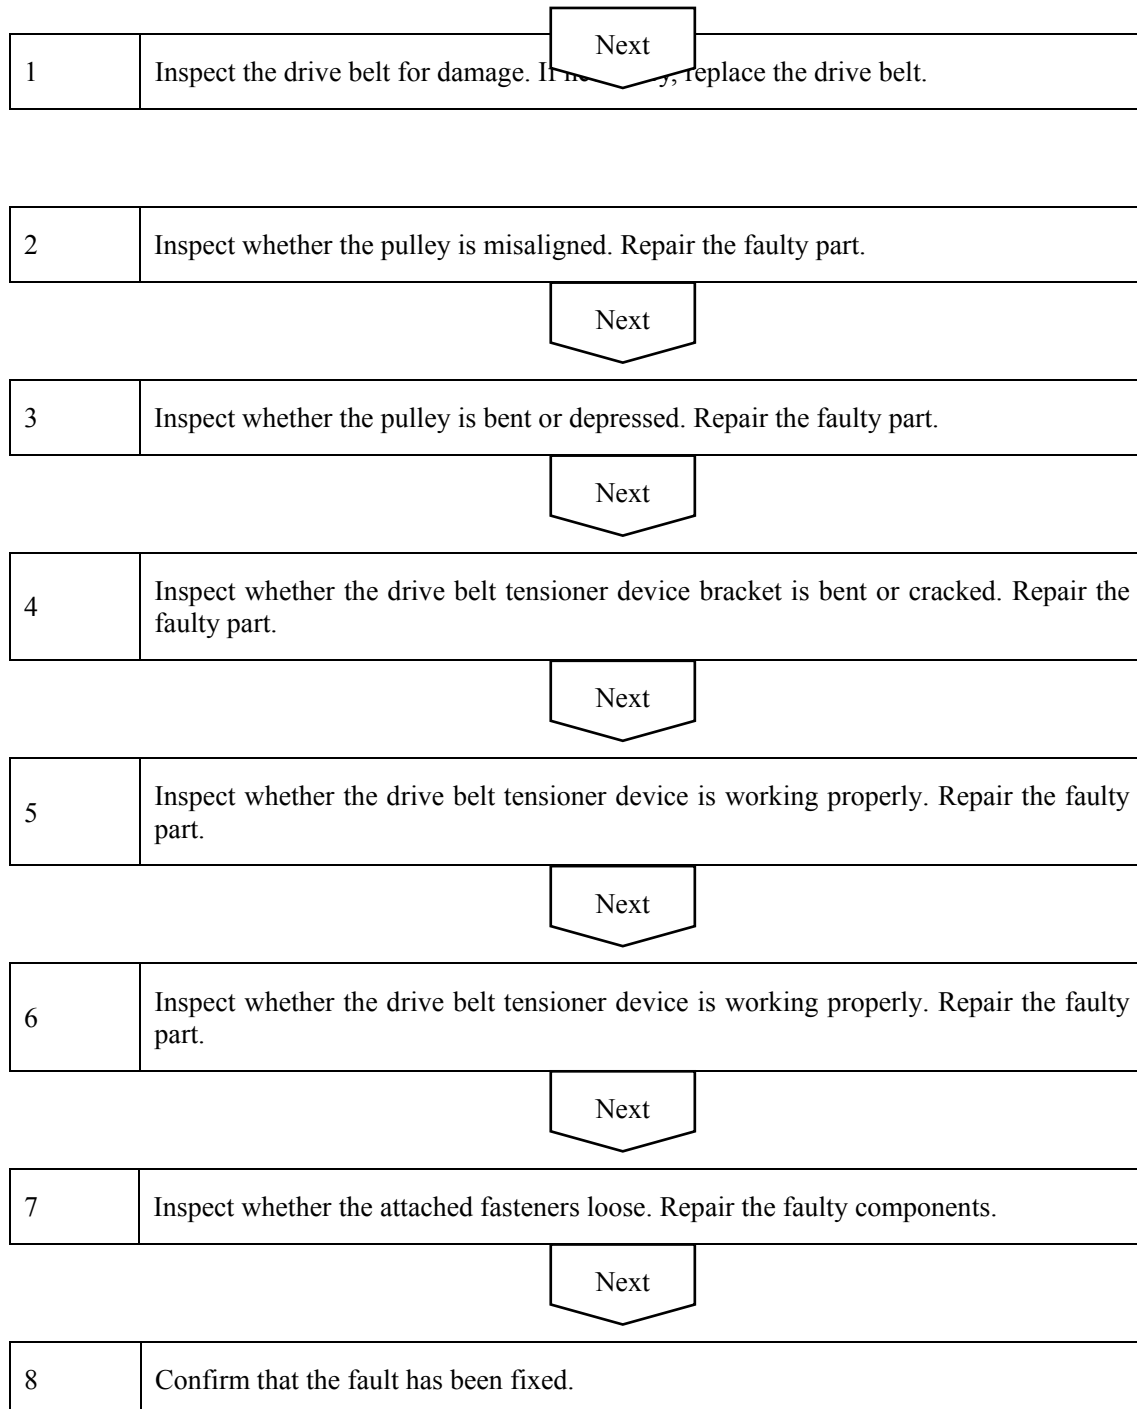 Next
1 Inspect the drive belt for damage. If replace the drive belt.
2 Inspect whether the pulley is misaligned. Repair the faulty part.
Next
3 Inspect whether the pulley is bent or depressed. Repair the faulty part.
Next
4 Inspect whether the drive belt tensioner device bracket is bent or cracked. Repair the
faulty part.
Next
5 Inspect whether the drive belt tensioner device is working properly. Repair the faulty
part.
Next
6 Inspect whether the drive belt tensioner device is working properly. Repair the faulty
part.
Next
7 Inspect whether the attached fasteners loose. Repair the faulty components.
Next
8 Confirm that the fault has been fixed.